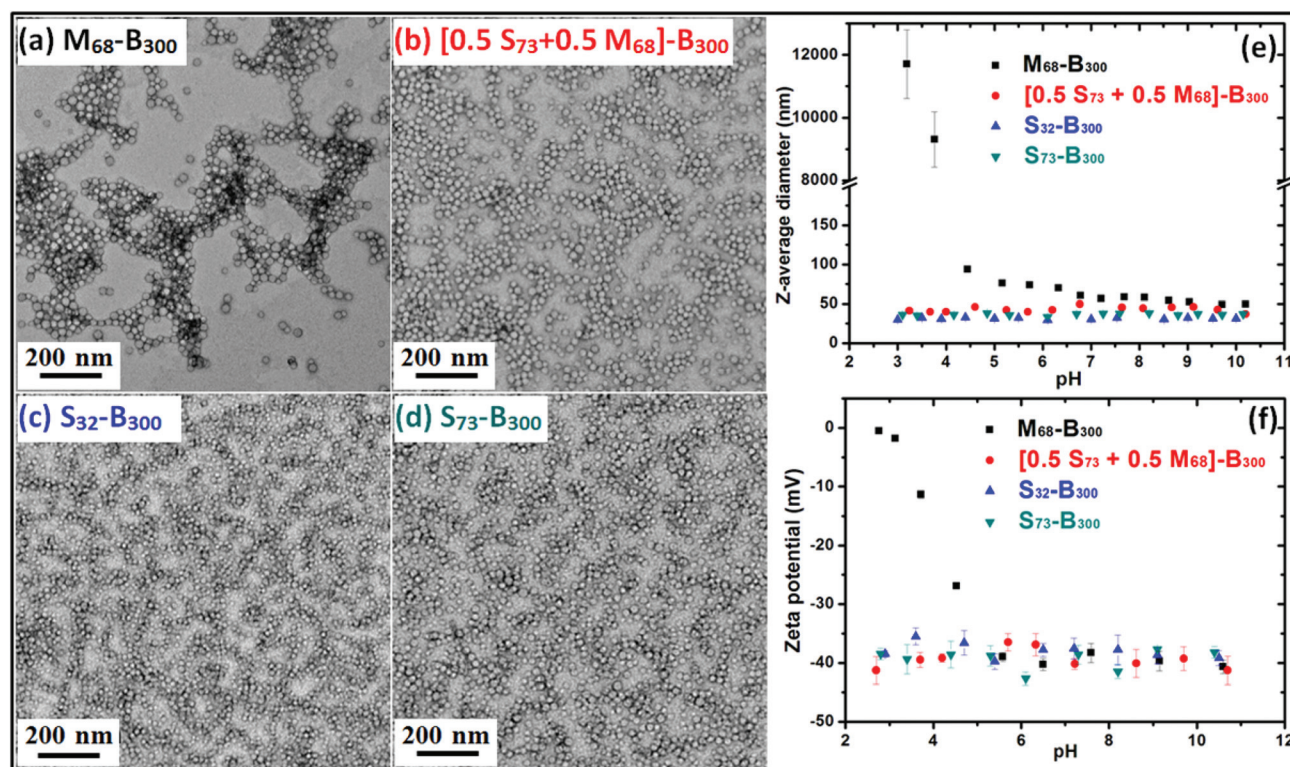 (a) M68-B300
200 nm
(b) [0.5 S73+0.5 M68]-B300
200 nm
(c) S32-B300
200 nm
(d) S73-B300
200 nm
(e)
Z-average diameter (nm)
12000
10000
8000
150
100
50
0
M68-B300
[0.5 S73 + 0.5 M68]-B300
S32-B300
S73-B300
2 3 4 5 6 7 8 9 10 11
pH
(f)
Zeta potential (mV)
0
-10
-20
-30
-40
-50
M68-B300
[0.5 S73 + 0.5 M68]-B300
S32-B300
S73-B300
2 4 6 8 10 12
pH